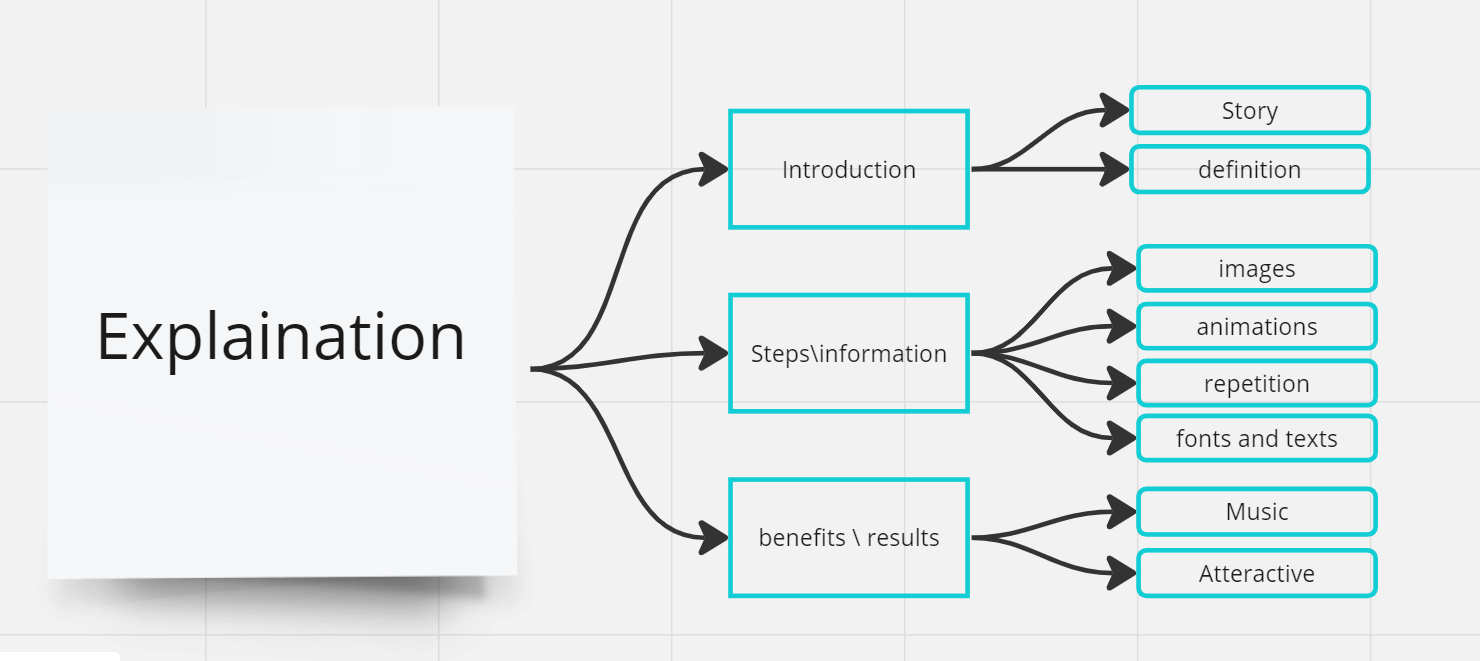 Explaination
Introduction
Story
definition
Steps\information
images
animations
repetition
fonts and texts
benefits \ results
Music
Atteractive